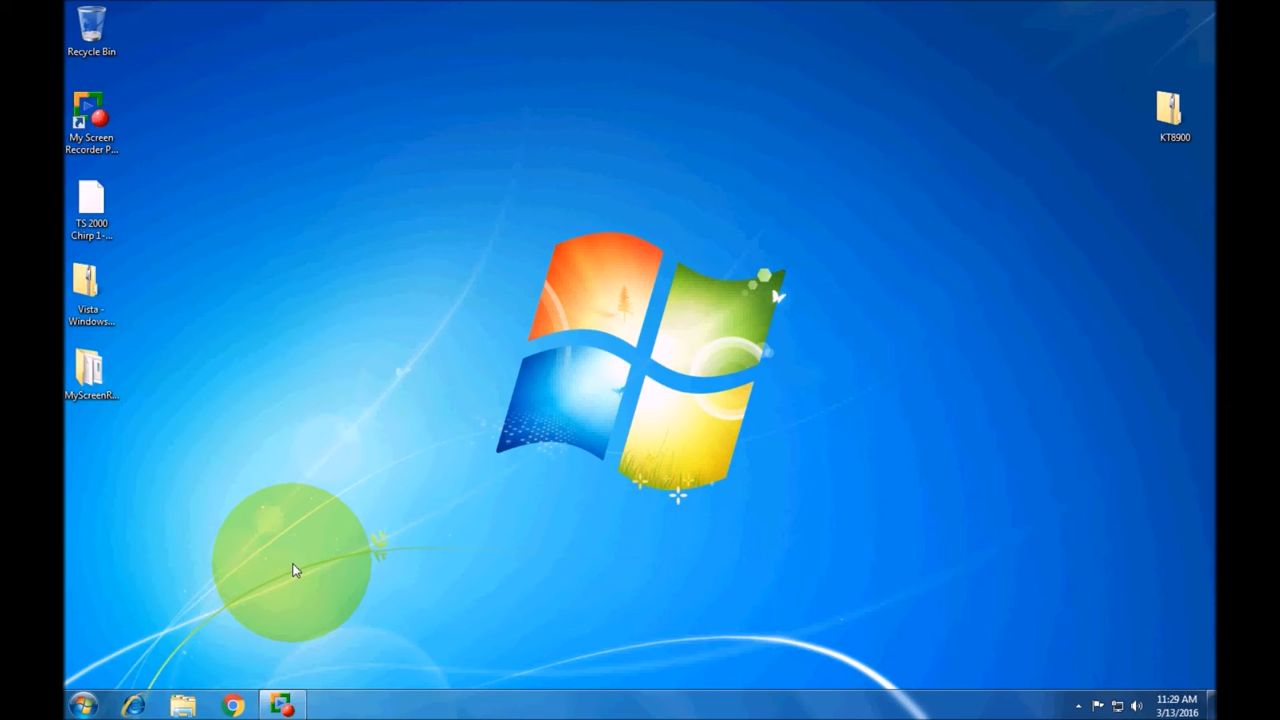 Recycle Bin
My Screen
Recorder P...
TS 2000
Chirp 1-...
Vista -
Windows...
MyScreenR...
KT8900
11:29 AM
3/13/2016